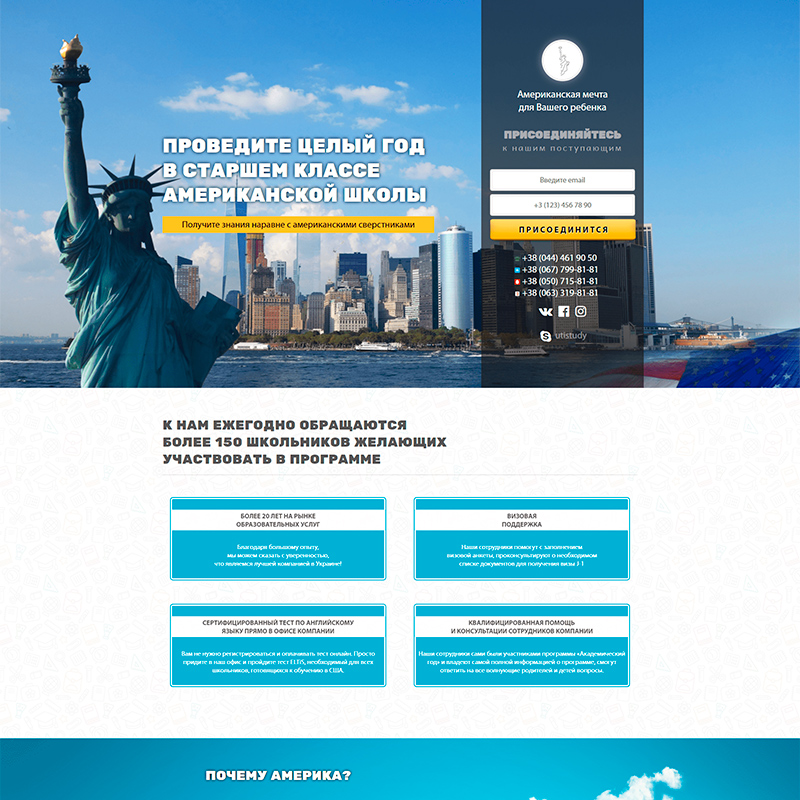 Американская мечта
для Вашего ребенка
ПРИСОЕДИНЯЙТЕСЬ
к нашим поступающим
Введите email
+3 (123) 456 78 90
ПРИСОЕДИНИТСЯ
+38 (044) 461 90 50
+38 (067) 799-81-81
+38 (050) 715-81-81
+38 (063) 319-81-81
utistudy
ПРОВЕДИТЕ ЦЕЛЫЙ ГОД
В СТАРШЕМ КЛАССЕ
АМЕРИКАНСКОЙ ШКОЛЫ
Получите знания наравне с американскими сверстниками
К НАМ ЕЖЕГОДНО ОБРАЩАЮТСЯ
БОЛЕЕ 150 ШКОЛЬНИКОВ ЖЕЛАЮЩИХ
УЧАСТВОВАТЬ В ПРОГРАММЕ
БОЛЕЕ 20 ЛЕТ НА РЫНКЕ
ОБРАЗОВАТЕЛЬНЫХ УСЛУГ
Благодаря большому опыту,
мы можем сказать с уверенностью,
что являемся лучшей компанией в Украине!
ВИЗОВАЯ
ПОДДЕРЖКА
Наши сотрудники помогут с заполнением
визовой анкеты, проконсультируют о необходимом
списке документов для получения визы J-1
СЕРТИФИЦИРОВАННЫЙ ТЕСТ ПО АНГЛИЙСКОМУ
ЯЗЫКУ ПРЯМО В ОФИСЕ КОМПАНИИ
Вам не нужно регистрироваться и оплачивать тест онлайн. Просто
придите в наш офис и пройдите тест ELTiS, необходимый для всех
школьников, готовящихся к обучению в США.
КВАЛИФИЦИРОВАННАЯ ПОМОЩЬ
И КОНСУЛЬТАЦИИ СОТРУДНИКОВ КОМПАНИИ
Наши сотрудники сами были участниками программы «Академический
год» и владеют самой полной информацией о программе, смогут
ответить на все волнующие родителей и детей вопросы.
ПОЧЕМУ АМЕРИКА?